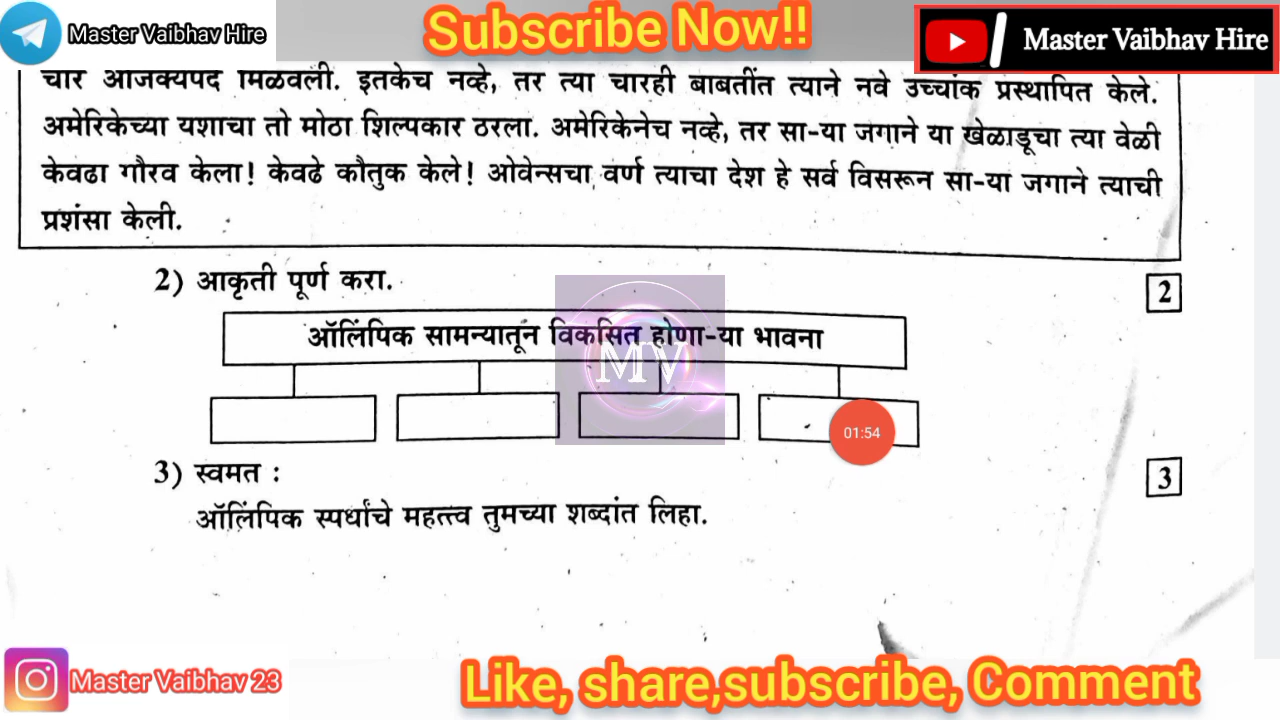 Master Vaibhav Hire
Subscribe Now!!
Master Vaibhav Hire
चार अजिंक्यपदे मिळवली. इतकेच नव्हे, तर त्या चारही बाबतींत त्याने नवे उच्चांक प्रस्थापित केले.
अमेरिकेच्या यशाचा तो मोठा शिल्पकार ठरला. अमेरिकेनेच नव्हे, तर सा-या जगाने या खेळाडूचा त्या वेळी
केवढा गौरव केला! केवढे कौतुक केले! ओवेन्सचा वर्ण त्याचा देश हे सर्व विसरून सा-या जगाने त्याची
प्रशंसा केली.
2) आकृती पूर्ण करा.
2
ऑलिंपिक सामन्यातून विकसित होणा-या भावना
MV
01:54
3) स्वमत :
3
ऑलिंपिक स्पर्धांचे महत्त्व तुमच्या शब्दांत लिहा.
Master Vaibhav 23
Like, share,subscribe, Comment